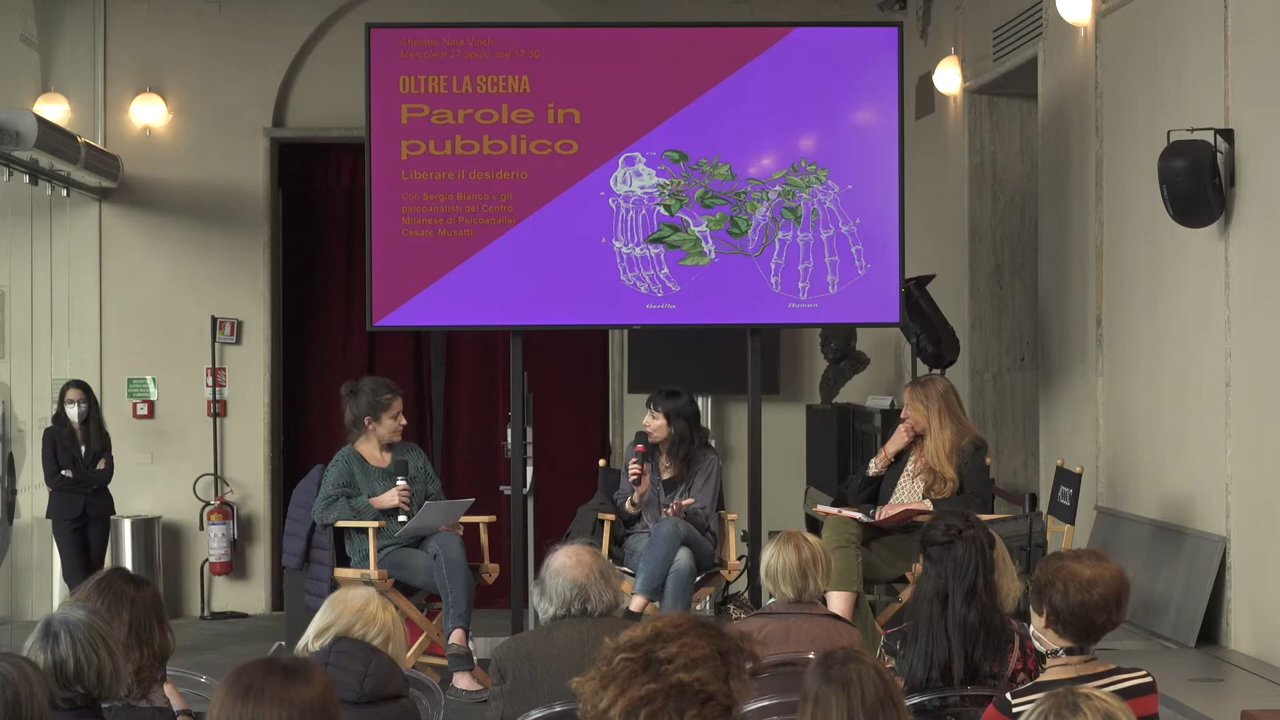 Chiostro Nina Vinchi
Mercoledì 27 aprile, ore 17.30
OLTRE LA SCENA
Parole in
pubblico
Liberare il desiderio
Con Sergio Blanco e gli
psicoanalisti del Centro
Milanese di Psicoanalisi
Cesare Musatti
Gorilla
Human